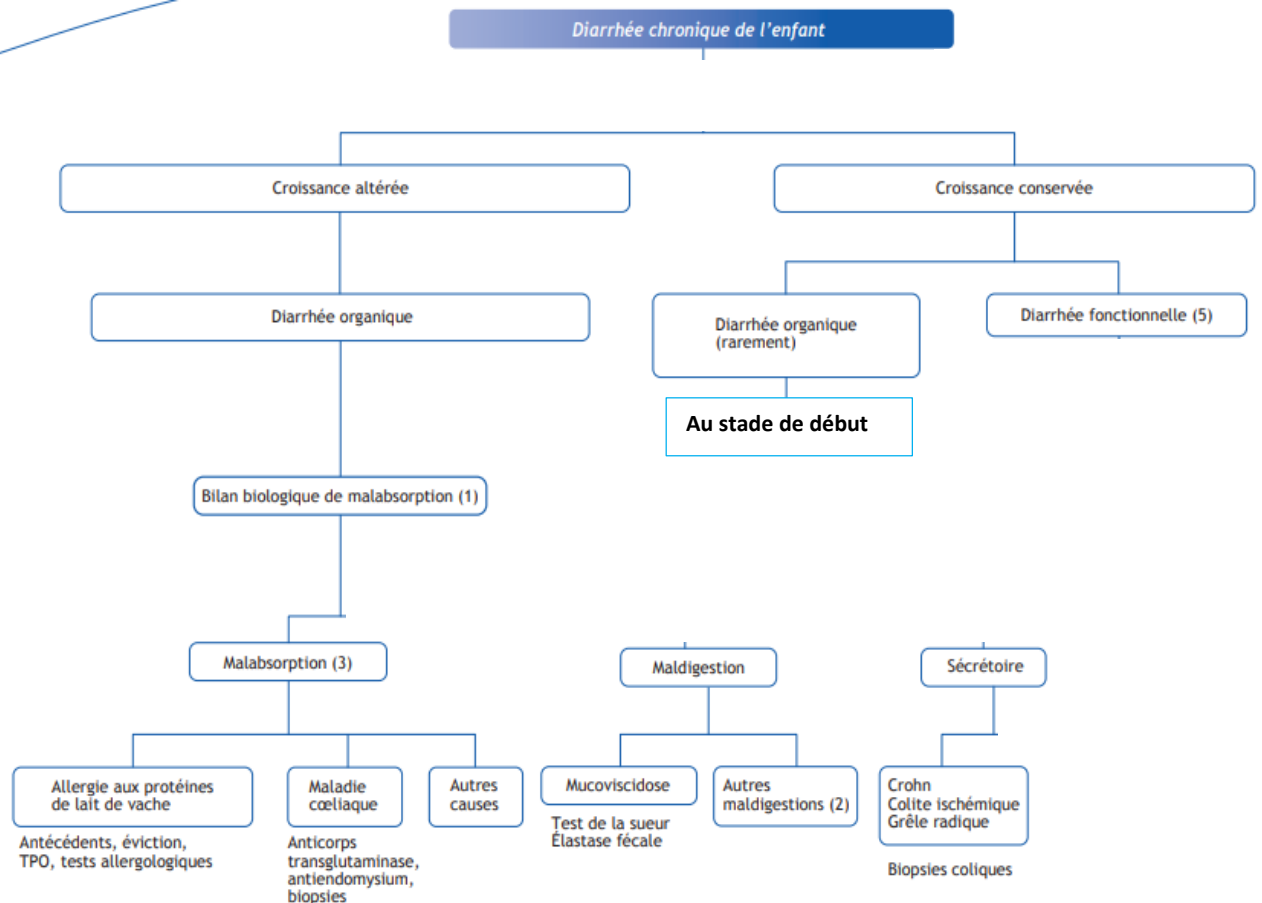 Diarrhée chronique de l'enfant
Croissance altérée
Croissance conservée
Diarrhée organique
Diarrhée organique
(rarement)
Diarrhée fonctionnelle (5)
Au stade de début
Bilan biologique de malabsorption (1)
Malabsorption (3)
Maldigestion
Sécrétoire
Allergie aux protéines
de lait de vache
Antécédents, éviction,
TPO, tests allergologiques
Maladie
cœliaque
Anticorps
transglutaminase,
antiendomysium,
biopsies
Autres
causes
Mucoviscidose
Test de la sueur
Élastase fécale
Autres
maldigestions (2)
Crohn
Colite ischémique
Grêle radique
Biopsies coliques